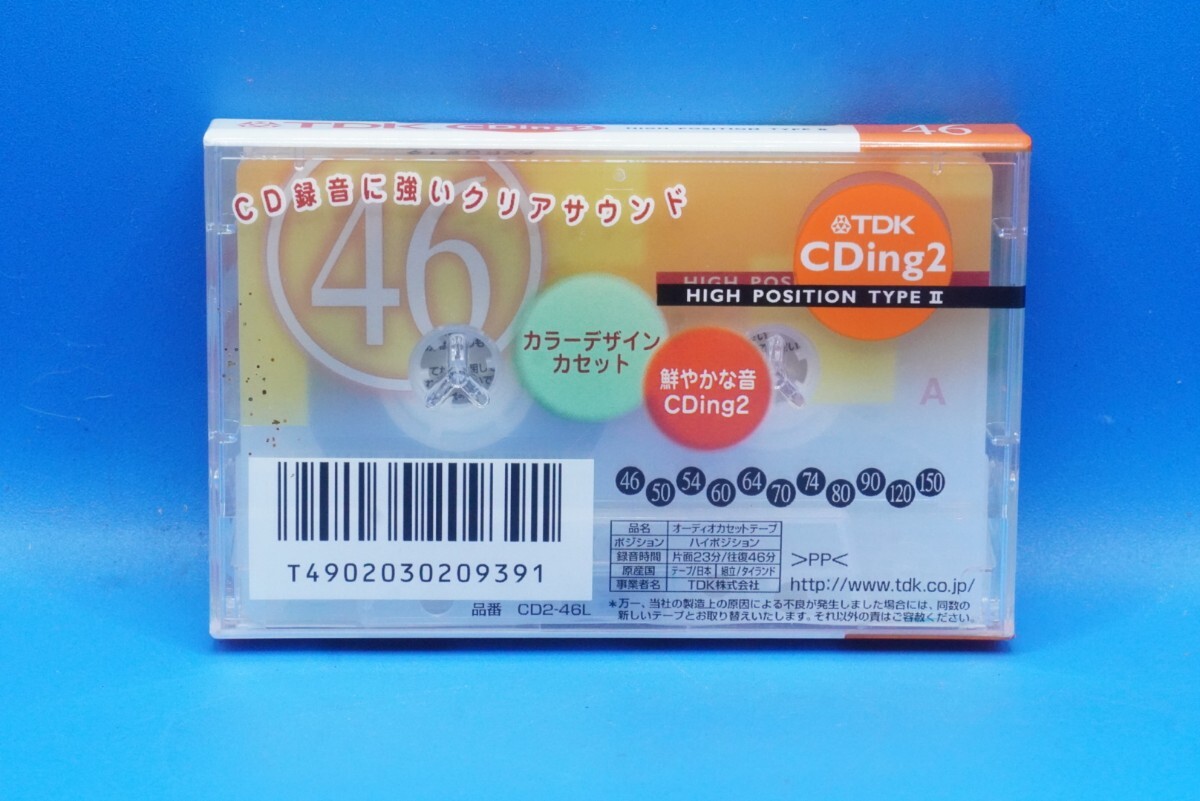 TDK CDing2 HIGH POSITION TYPE II 46
CD録音に強いクリアサウンド
46
TDK
CDing2
HIGH POS
HIGH POSITION TYPE II
カラーデザイン
カセット
鮮やかな音
CDing2
A
46 50 54 60 64 70 74 80 90 120 150
T4902030209391
品番 CD2-46L
品名 オーディオカセットテープ
ポジション ハイポジション
録音時間 片面23分/往復46分
原産国 テープ/日本 組立/タイランド
事業者名 TDK株式会社
>PP<
http://www.tdk.co.jp/
*万一、当社の製造上の原因による不良が発生しました場合には、同数の
新しいテープとお取り替えいたします。それ以外の責はご容赦ください。